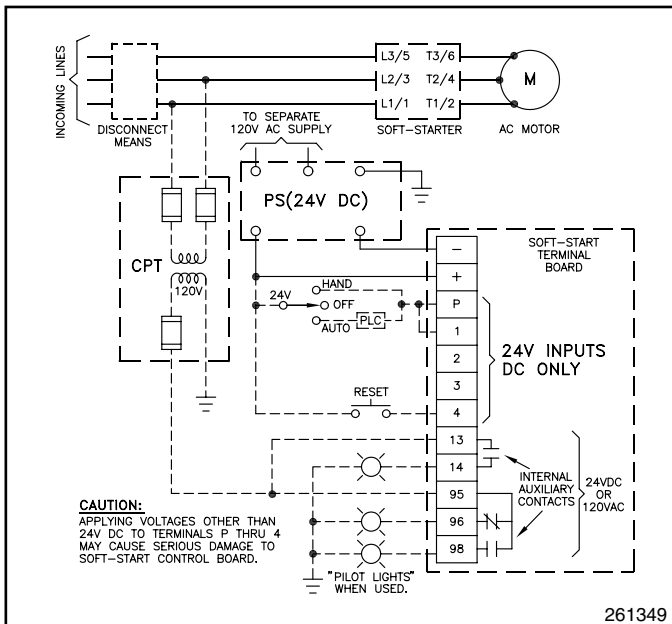 INCOMING LINES
DISCONNECT
MEANS
L3/5 T3/6
L2/3 T2/4
L1/1 T1/2
SOFT-STARTER
M
AC MOTOR
TO SEPARATE
120V AC SUPPLY
PS(24V DC)
CPT
120V
SOFT-START
TERMINAL
BOARD
–
+
P
1
2
3
4
13
14
95
96
98
24V
HAND
OFF
AUTO
PLC
24V INPUTS
DC ONLY
RESET
INTERNAL
AUXILIARY
CONTACTS
24VDC
OR
120VAC
CAUTION:
APPLYING VOLTAGES OTHER THAN
24V DC TO TERMINALS P THRU 4
MAY CAUSE SERIOUS DAMAGE TO
SOFT-START CONTROL BOARD.
"PILOT LIGHTS"
WHEN USED.
261349